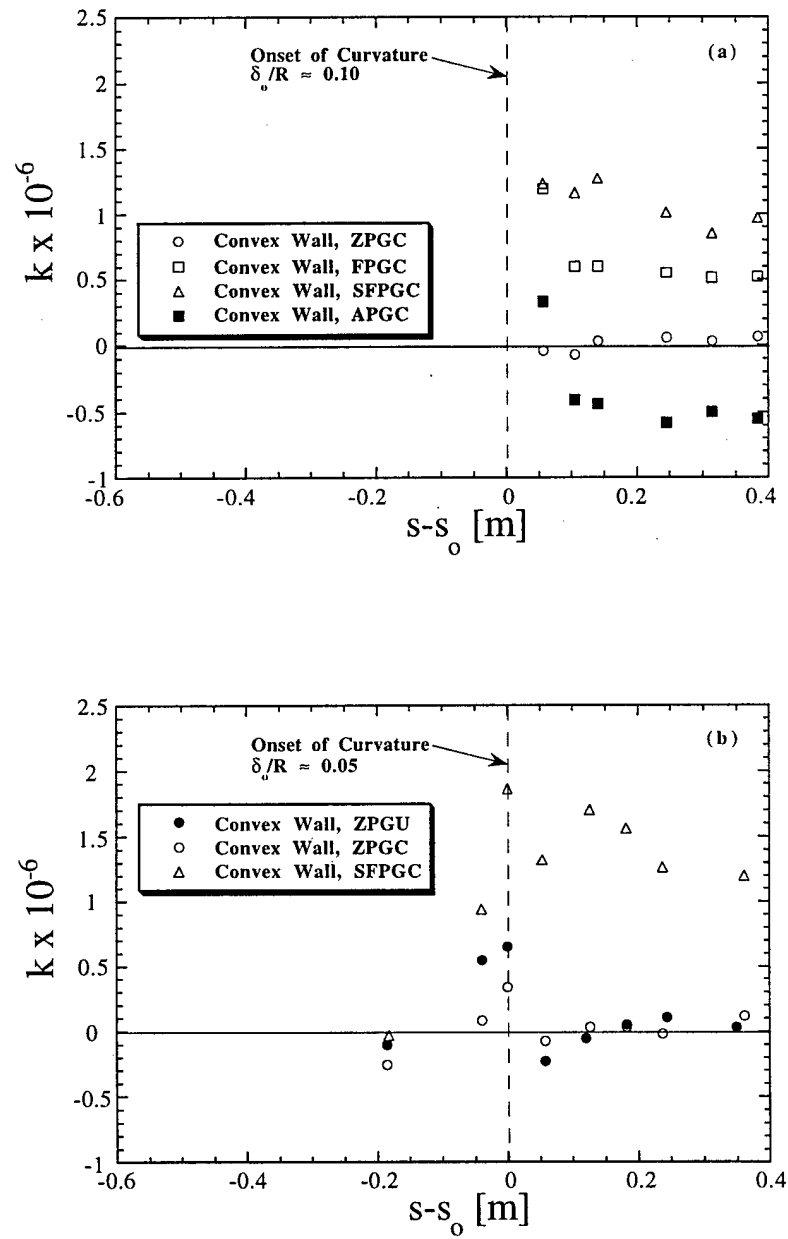 2.5
Onset of Curvature
δₒ/R ≈ 0.10
(a)
2
1.5
1
k x 10⁻⁶
Convex Wall, ZPGC
Convex Wall, FPGC
Convex Wall, SFPGC
Convex Wall, APGC
0.5
0
-0.5
-1
-0.6
-0.4
-0.2
0
0.2
0.4
s-sₒ [m]
2.5
Onset of Curvature
δₒ/R ≈ 0.05
(b)
2
1.5
1
k x 10⁻⁶
Convex Wall, ZPGU
Convex Wall, ZPGC
Convex Wall, SFPGC
0.5
0
-0.5
-1
-0.6
-0.4
-0.2
0
0.2
0.4
s-sₒ [m]